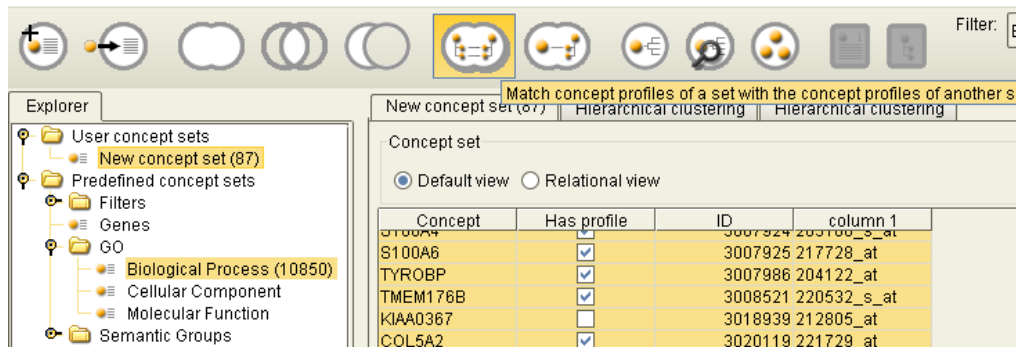 Filter:
Match concept profiles of a set with the concept profiles of another s
Explorer
New concept set (87)
Hierarchical clustering
Hierarchical clustering
User concept sets
New concept set (87)
Predefined concept sets
Filters
Genes
GO
Biological Process (10850)
Cellular Component
Molecular Function
Semantic Groups
Concept set
Default view
Relational view
Concept Has profile ID column 1
S100A6 3007925 217728_at
TYROBP 3007986 204122_at
TMEM176B 3008521 220532_s_at
KIAA0367 3018939 212805_at
COL5A2 3020119 221729_at